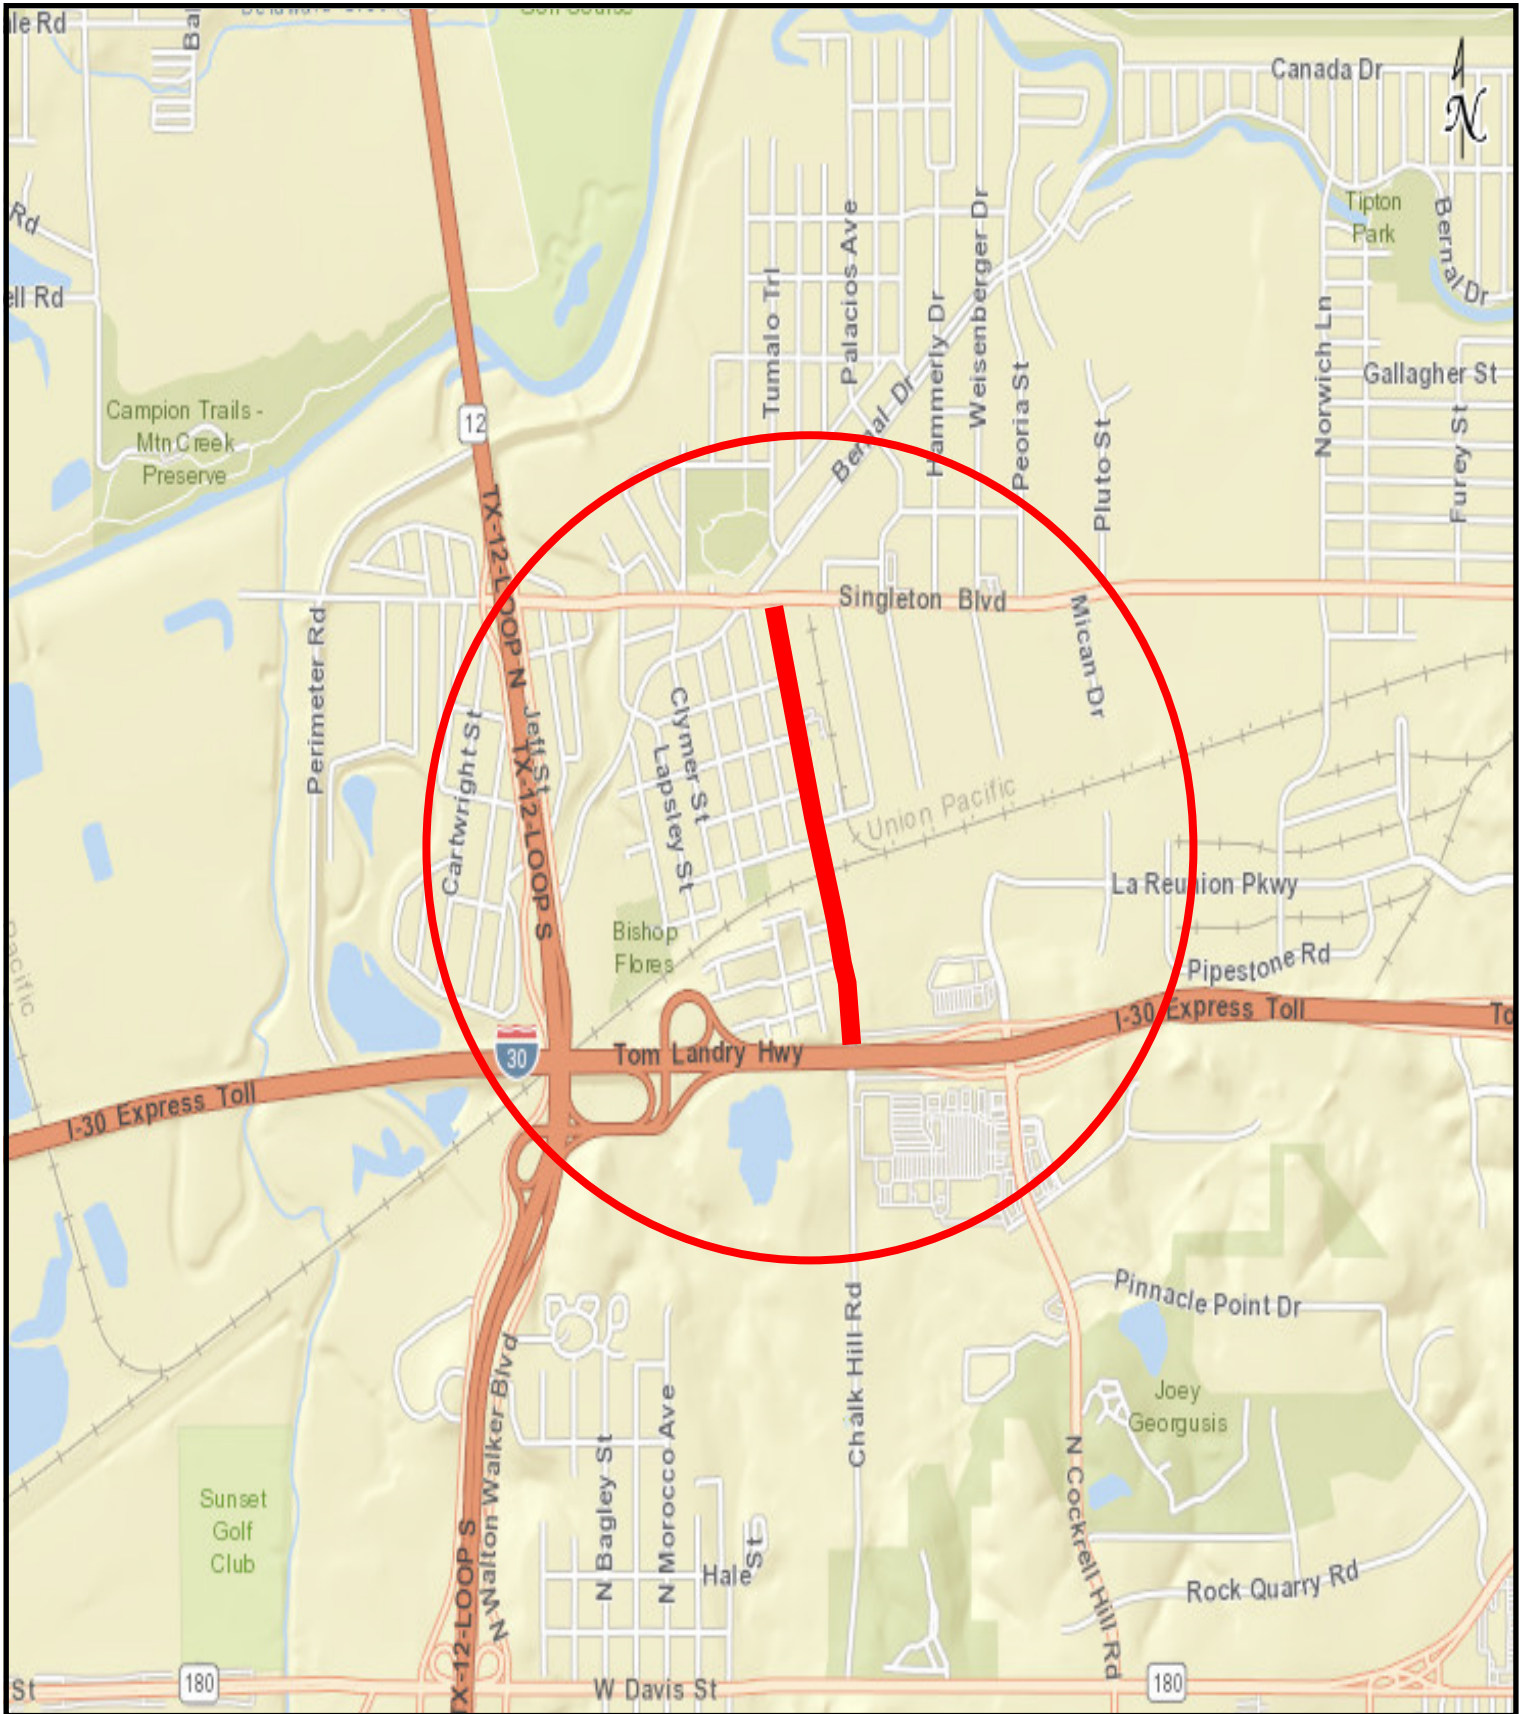 Canada Dr
N
Tipton
Park
Bernal Dr
Rd
ell Rd
Palacios Ave
Tumalo Trl
Hammerly Dr
Weisenberger Dr
Peoria St
Pluto St
Norwich Ln
Gallagher St
Furey St
Campion Trails -
Mtn Creek
Preserve
12
Bernal Dr
TX-12-LOOP N
Singleton Blvd
Mican Dr
Perimeter Rd
Cartwright St
Jeff St
TX-12-LOOP S
Clymer St
Lapsley St
Union Pacific
La Reunion Pkwy
Bishop
Flores
Pipestone Rd
Pacific
I-30 Express Toll
30
Tom Landry Hwy
I-30 Express Toll
To
Pinnacle Point Dr
Chalk Hill Rd
Joey
Georgusis
N Walton Walker Blvd
N Bagley St
N Morocco Ave
Hale St
N Cockrell Hill Rd
Rock Quarry Rd
Sunset
Golf
Club
TX-12-LOOP S
St
180
W Davis St
180